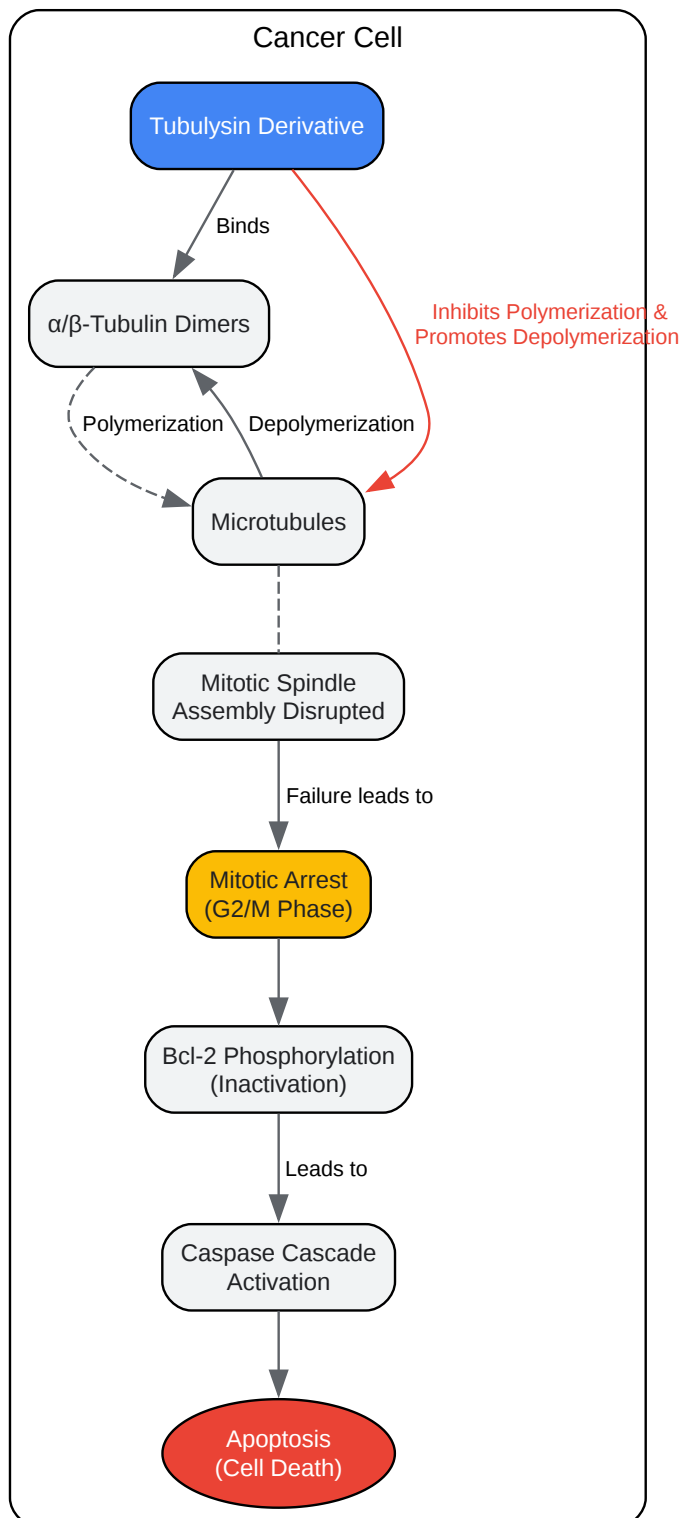 Cancer Cell
Tubulysin Derivative
Binds
Inhibits Polymerization &
Promotes Depolymerization
α/β-Tubulin Dimers
Polymerization
Depolymerization
Microtubules
Mitotic Spindle
Assembly Disrupted
Failure leads to
Mitotic Arrest
(G2/M Phase)
Bcl-2 Phosphorylation
(Inactivation)
Leads to
Caspase Cascade
Activation
Apoptosis
(Cell Death)